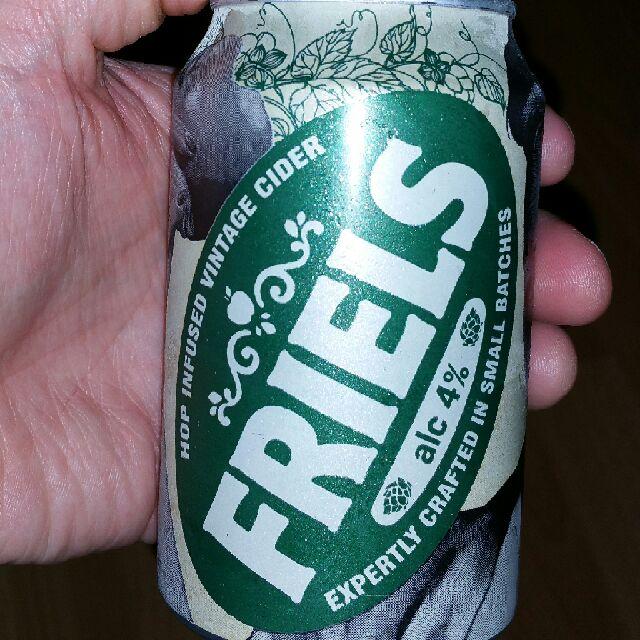 HOP INFUSED VINTAGE CIDER
FRIELS
alc 4%
EXPERTLY CRAFTED IN SMALL BATCHES